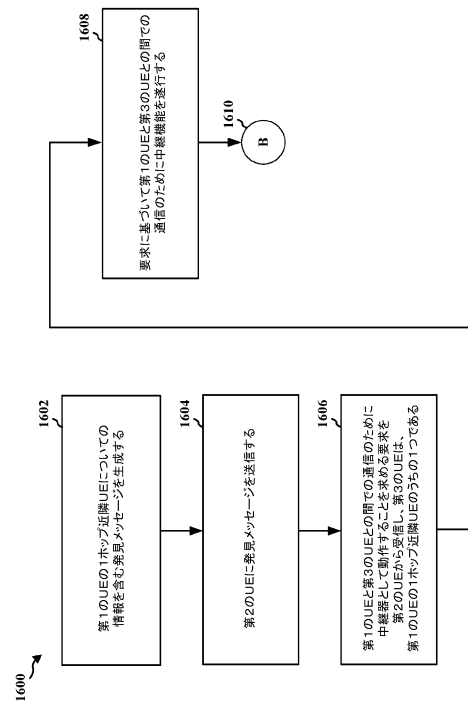 1600
1602
第1のUEの1ホップ近隣UEについての
情報を含む発見メッセージを生成する
1604
第2のUEに発見メッセージを送信する
1606
第1のUEと第3のUEとの間での通信のために
中継器として動作することを求める要求を
第2のUEから受信し、第3のUEは、
第1のUEの1ホップ近隣UEのうちの1つである
1608
要求に基づいて第1のUEと第3のUEとの間での
通信のために中継機能を遂行する
1610
B